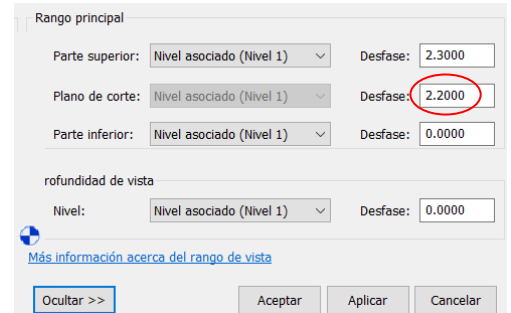 Rango principal
Parte superior: Nivel asociado (Nivel 1) Desfase: 2.3000
Plano de corte: Nivel asociado (Nivel 1) Desfase: 2.2000
Parte inferior: Nivel asociado (Nivel 1) Desfase: 0.0000
rofundidad de vista
Nivel: Nivel asociado (Nivel 1) Desfase: 0.0000
Más información acerca del rango de vista
Ocultar >> Aceptar Aplicar Cancelar